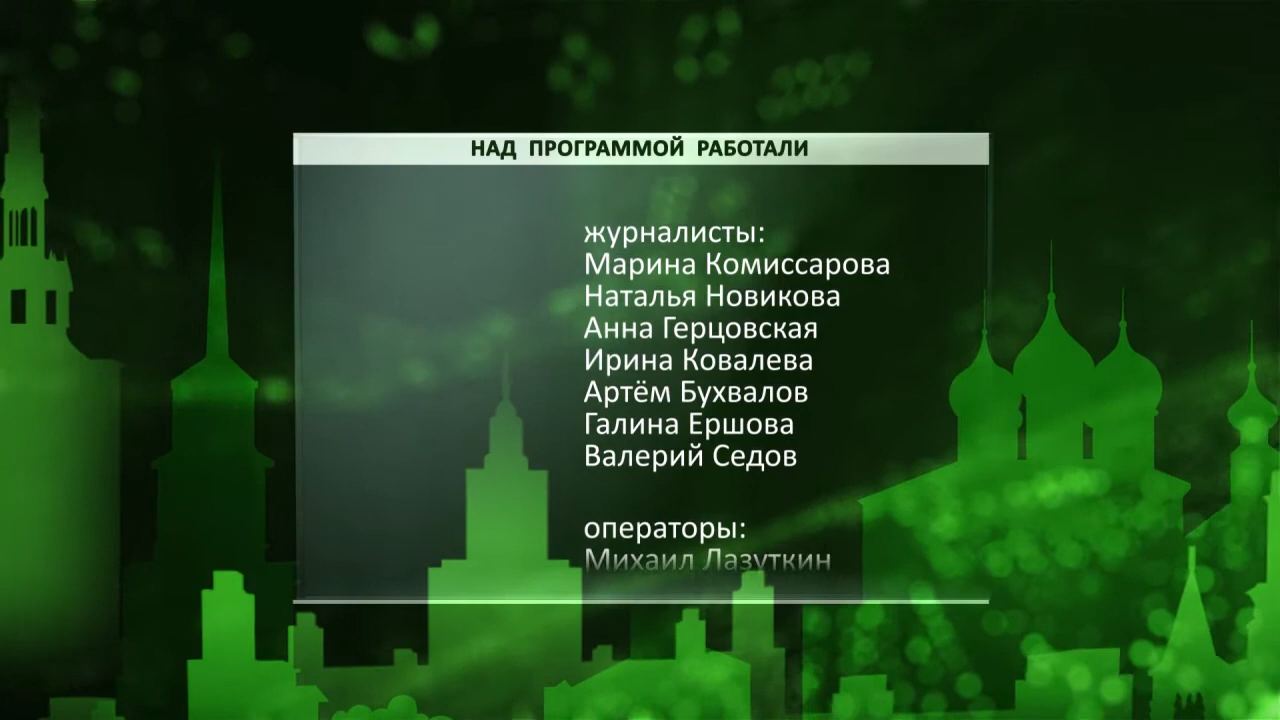 НАД ПРОГРАММОЙ РАБОТАЛИ
журналисты:
Марина Комиссарова
Наталья Новикова
Анна Герцовская
Ирина Ковалева
Артём Бухвалов
Галина Ершова
Валерий Седов
операторы:
Михаил Лазуткин